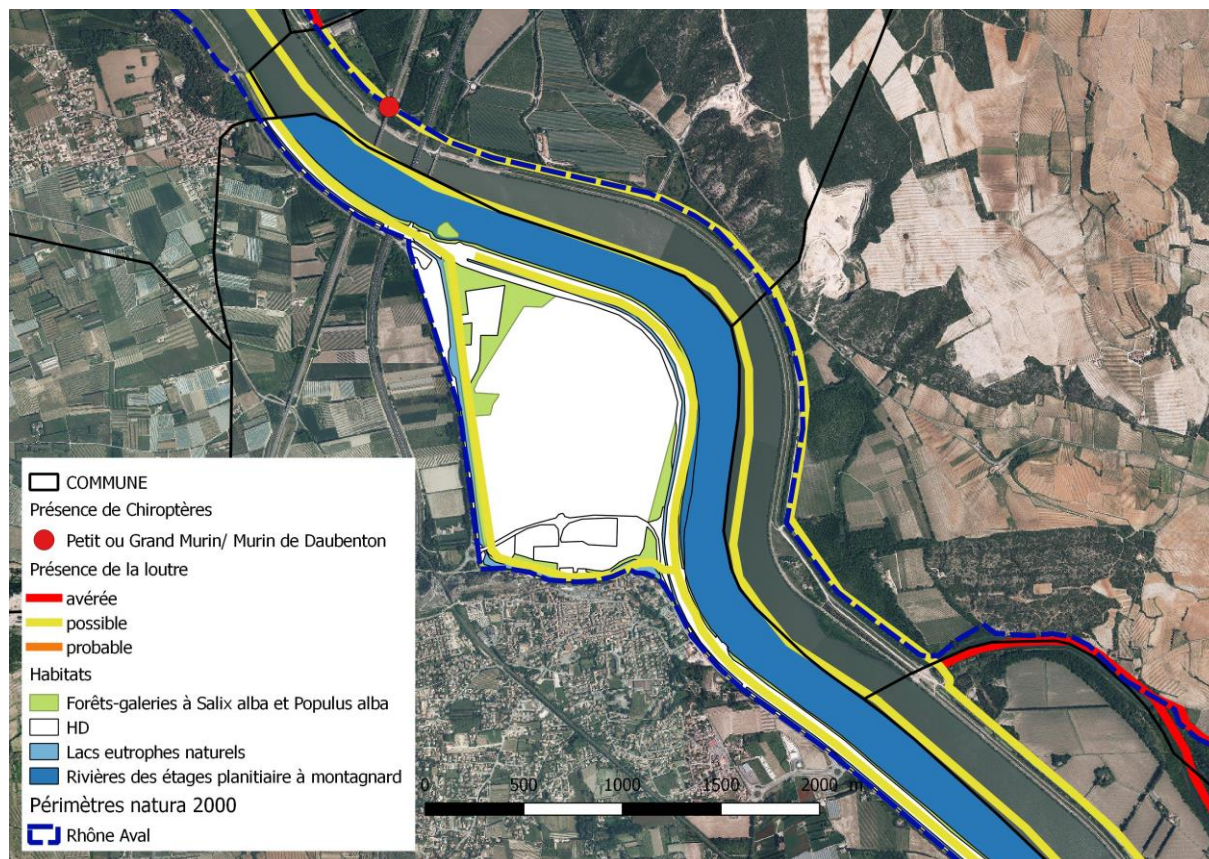 COMMUNE
Présence de Chiroptères
Petit ou Grand Murin/ Murin de Daubenton
Présence de la loutre
avérée
possible
probable
Habitats
Forêts-galeries à Salix alba et Populus alba
HD
Lacs eutrophes naturels
Rivières des étages planitiaire à montagnard
Périmètres natura 2000
Rhône Aval
0 500 1000 1500 2000 m